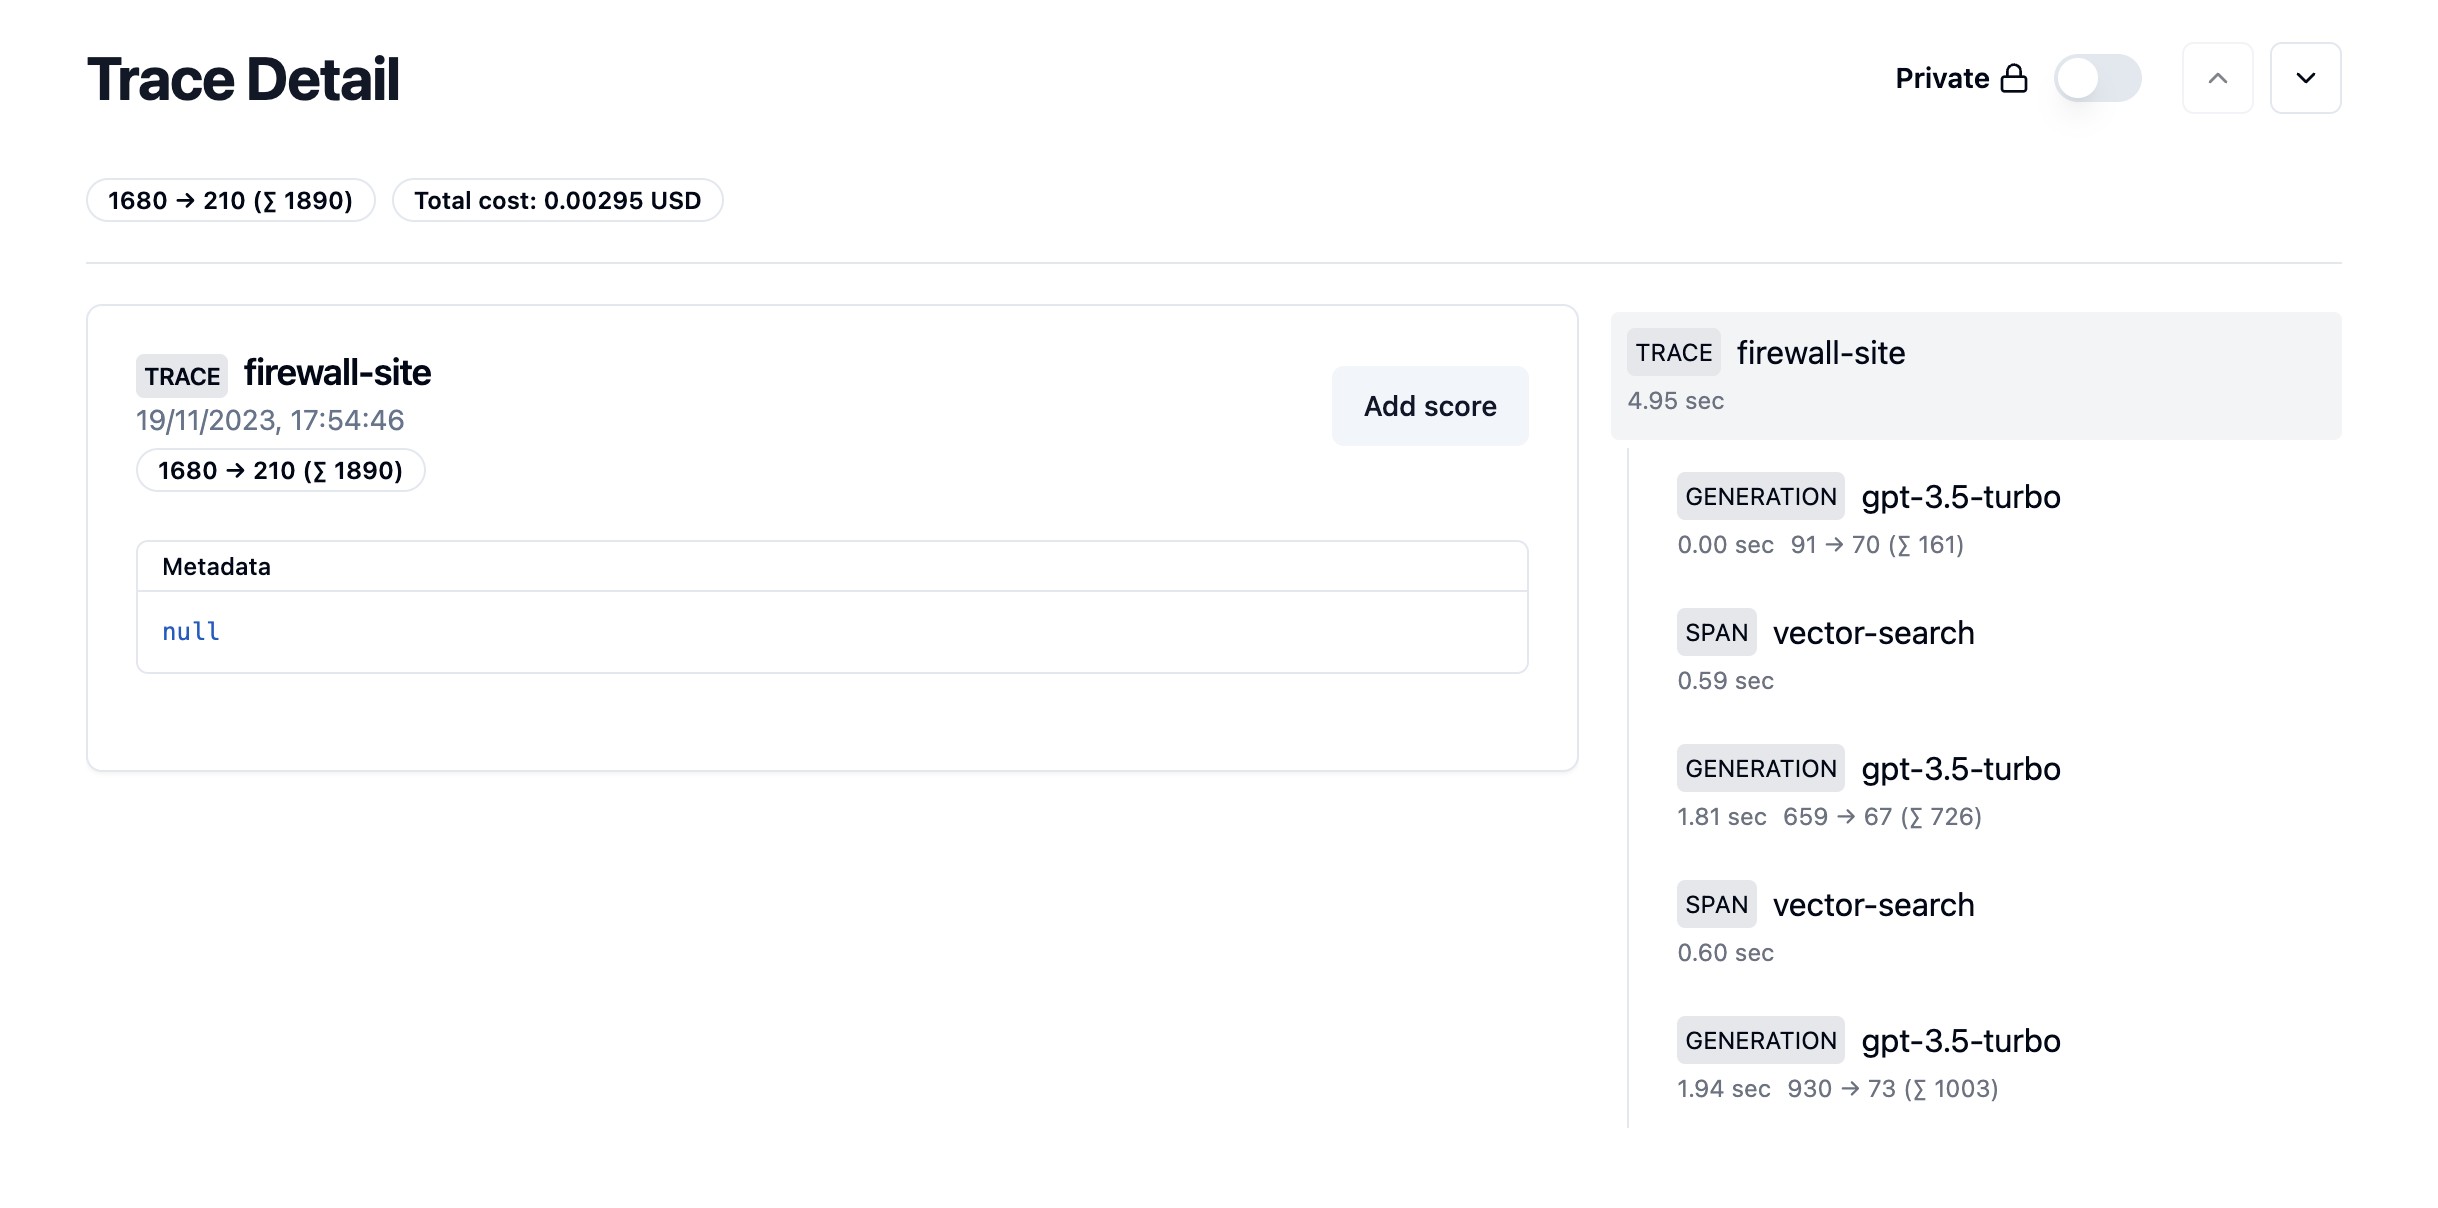 Trace Detail
Private
1680 → 210 (∑ 1890)
Total cost: 0.00295 USD
TRACE firewall-site
19/11/2023, 17:54:46
1680 → 210 (∑ 1890)
Add score
Metadata
null
TRACE firewall-site
4.95 sec
GENERATION gpt-3.5-turbo
0.00 sec 91 → 70 (∑ 161)
SPAN vector-search
0.59 sec
GENERATION gpt-3.5-turbo
1.81 sec 659 → 67 (∑ 726)
SPAN vector-search
0.60 sec
GENERATION gpt-3.5-turbo
1.94 sec 930 → 73 (∑ 1003)